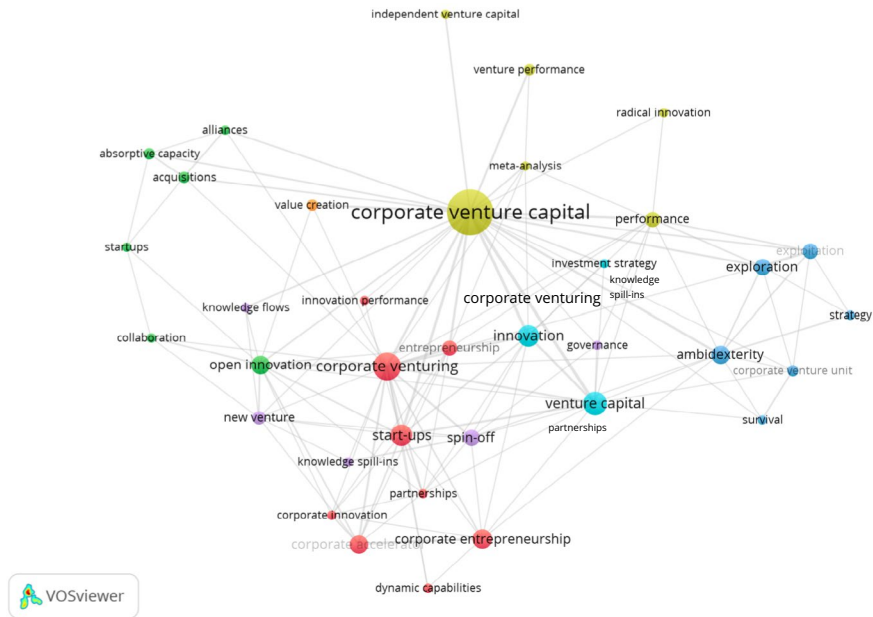 independent venture capital
venture performance
radical innovation
alliances
absorptive capacity
meta-analysis
acquisitions
value creation
corporate venture capital
performance
startups
exploitation
investment strategy
exploration
knowledge
spill-ins
corporate venturing
knowledge flows
innovation performance
strategy
collaboration
entrepreneurship
innovation
governance
open innovation
corporate venturing
ambidexterity
corporate venture unit
new venture
venture capital
survival
partnerships
start-ups
spin-off
knowledge spill-ins
partnerships
corporate innovation
corporate accelerator
corporate entrepreneurship
dynamic capabilities
VOSviewer